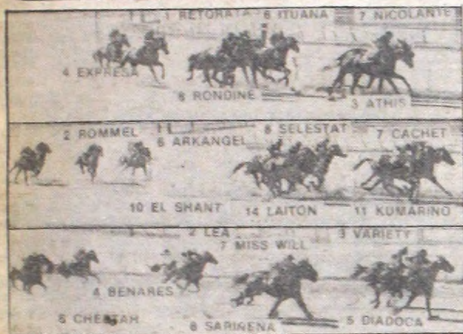 1 RETORATA 6 ITUANA 7 NICOLANTE
4 EXPRESA
8 RONDINE
3 ATHIS
2 ROMMEL 5 ARKANGEL 8 SELESTAT 7 CACHET
10 EL SHANT 14 LAITON 11 KUMARINO
2 LEA 3 VARIETY
7 MISS WILL
4 BENARES
6 CHEETAH 8 SARIÑENA 5 DIADOCA